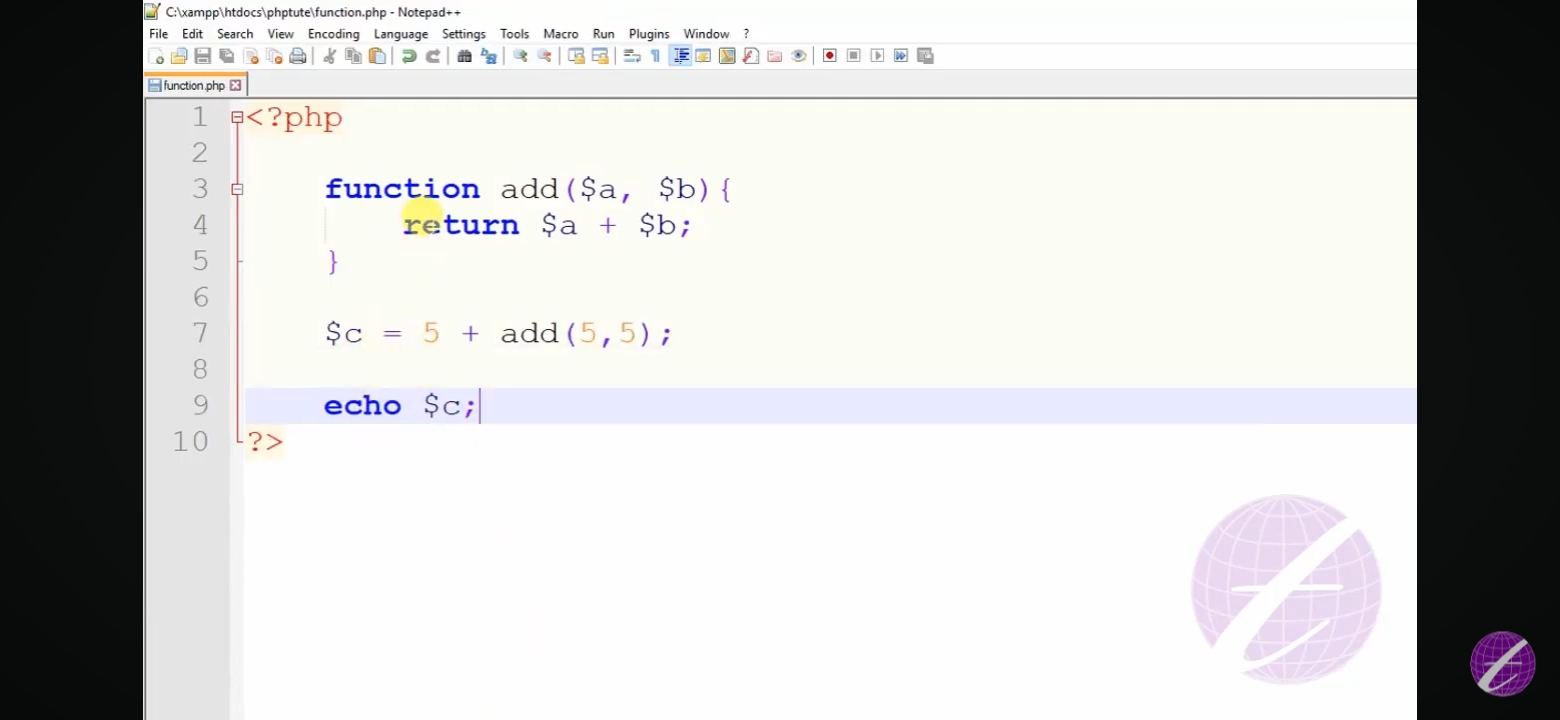 C:\xampp\htdocs\phptute\function.php - Notepad++
File Edit Search View Encoding Language Settings Tools Macro Run Plugins Window ?
function.php
1 <?php
2
3 function add($a, $b){
4 return $a + $b;
5 }
6
7 $c = 5 + add(5,5);
8
9 echo $c;
10 ?>